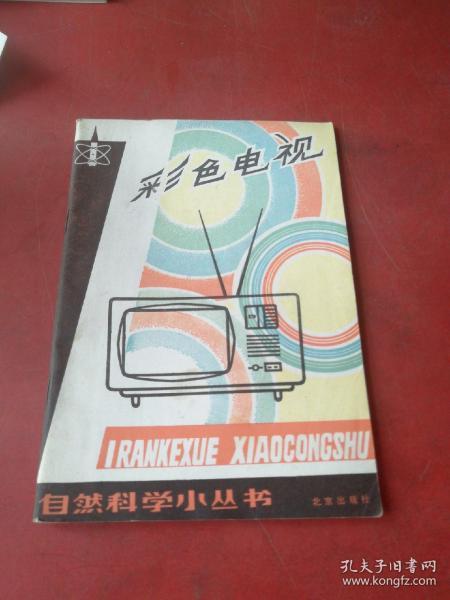 彩色电视
IRANKEXUE XIAOCONGSHU
自然科学小丛书
北京出版社
孔夫子旧书网
www.kongfz.com